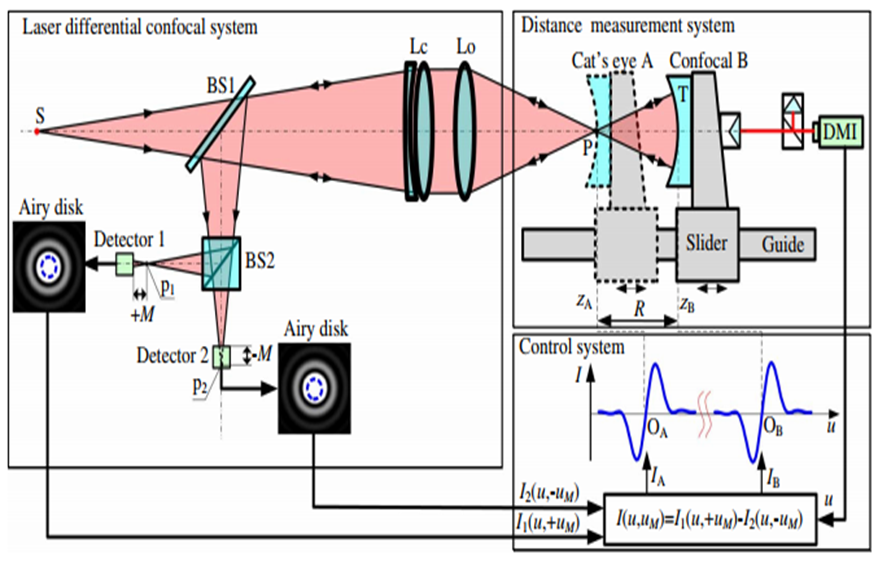 Laser differential confocal system
Distance measurement system
Lc
Lo
BS1
Cat's eye A
Confocal B
S
T
P
DMI
Airy disk
Detector 1
BS2
p1
+M
Slider
Guide
zA
R
zB
Airy disk
Detector 2
-M
p2
Control system
I
OA
OB
u
IA
IB
I2(u,-uM)
I1(u,+uM)
I(u,uM)=I1(u,+uM)-I2(u,-uM)
u